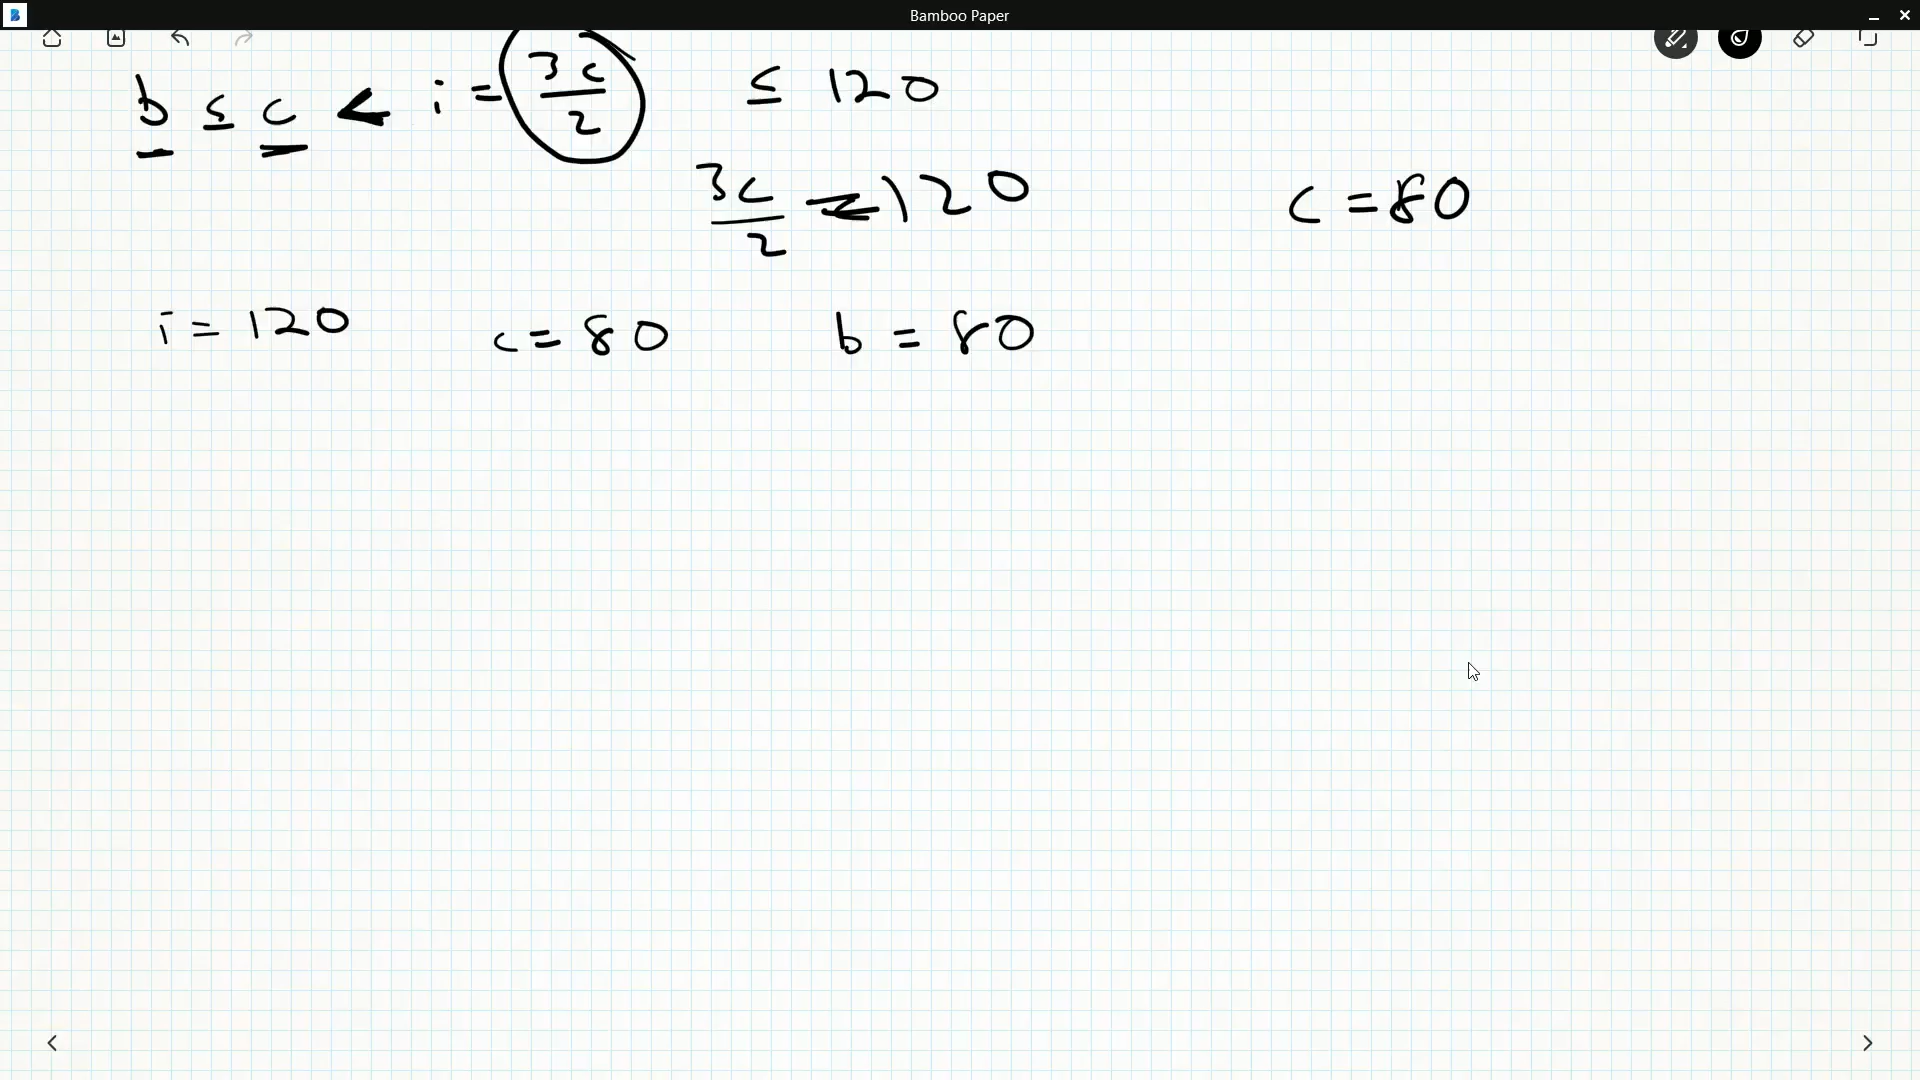 Bamboo Paper
b ≤ c < i = 3c/2 ≤ 120
3c/2 = 120 c = 80
i = 120 c = 80 b = 80